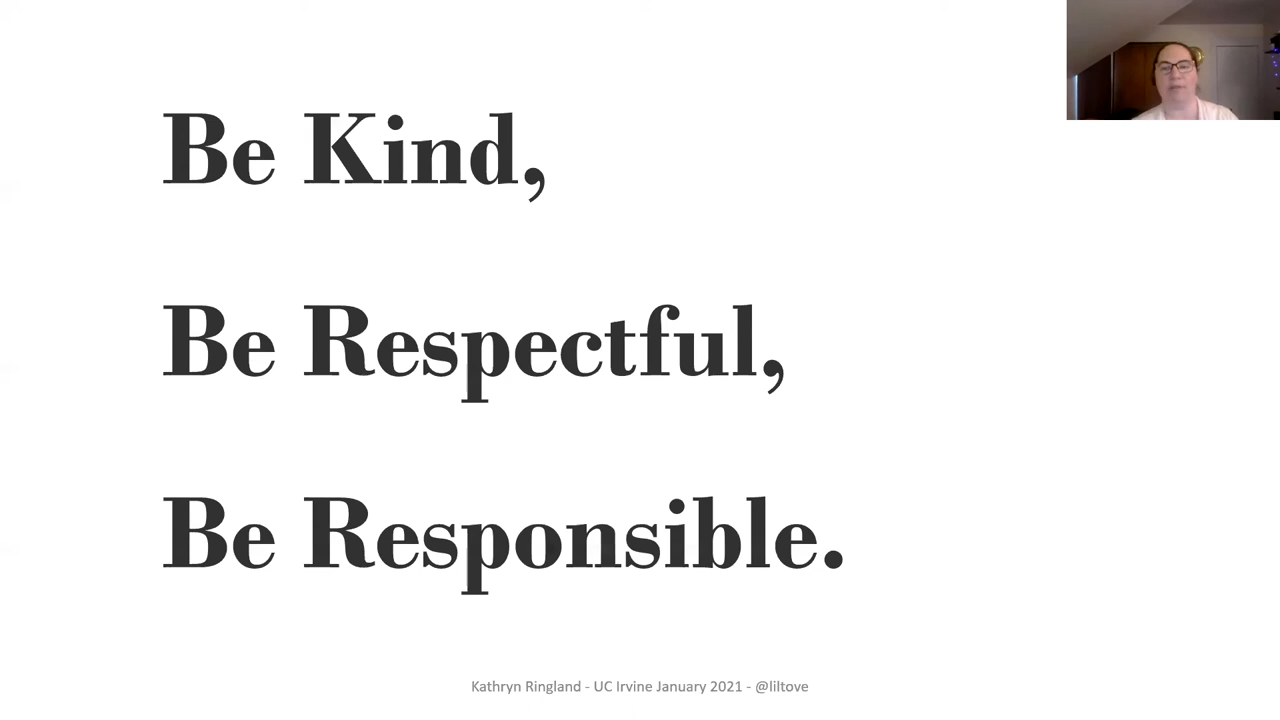 Be Kind,
Be Respectful,
Be Responsible.
Kathryn Ringland - UC Irvine January 2021 - @liltove